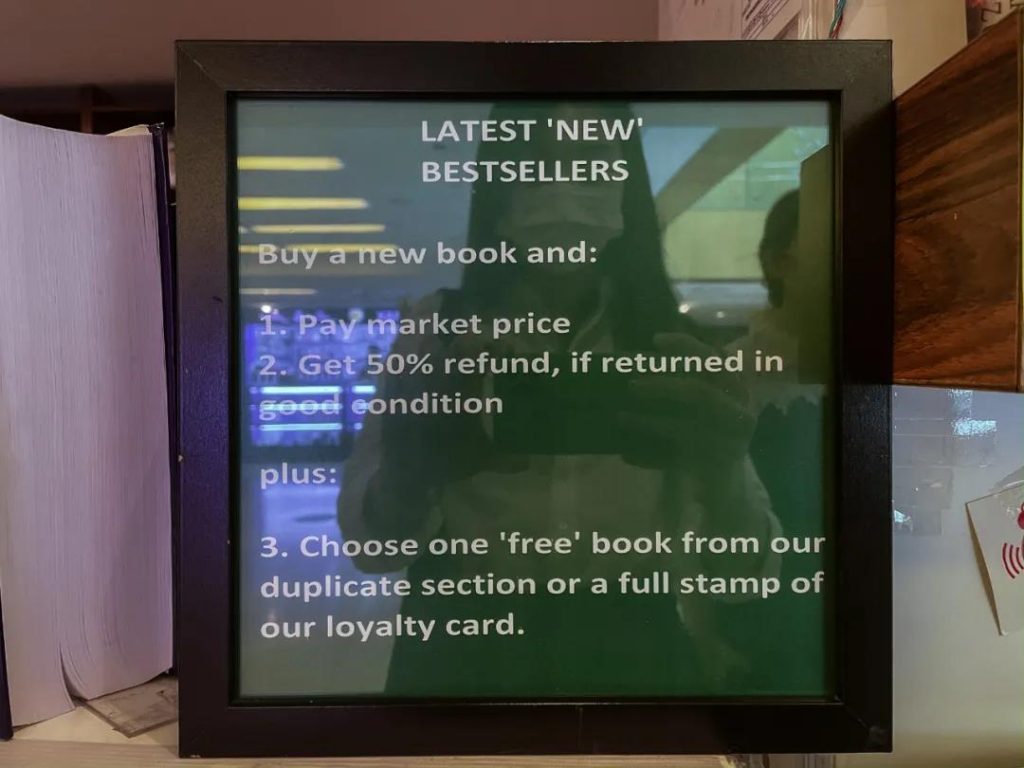 LATEST 'NEW'
BESTSELLERS
Buy a new book and:
1. Pay market price
2. Get 50% refund, if returned in
good condition
plus:
3. Choose one 'free' book from our
duplicate section or a full stamp of
our loyalty card.